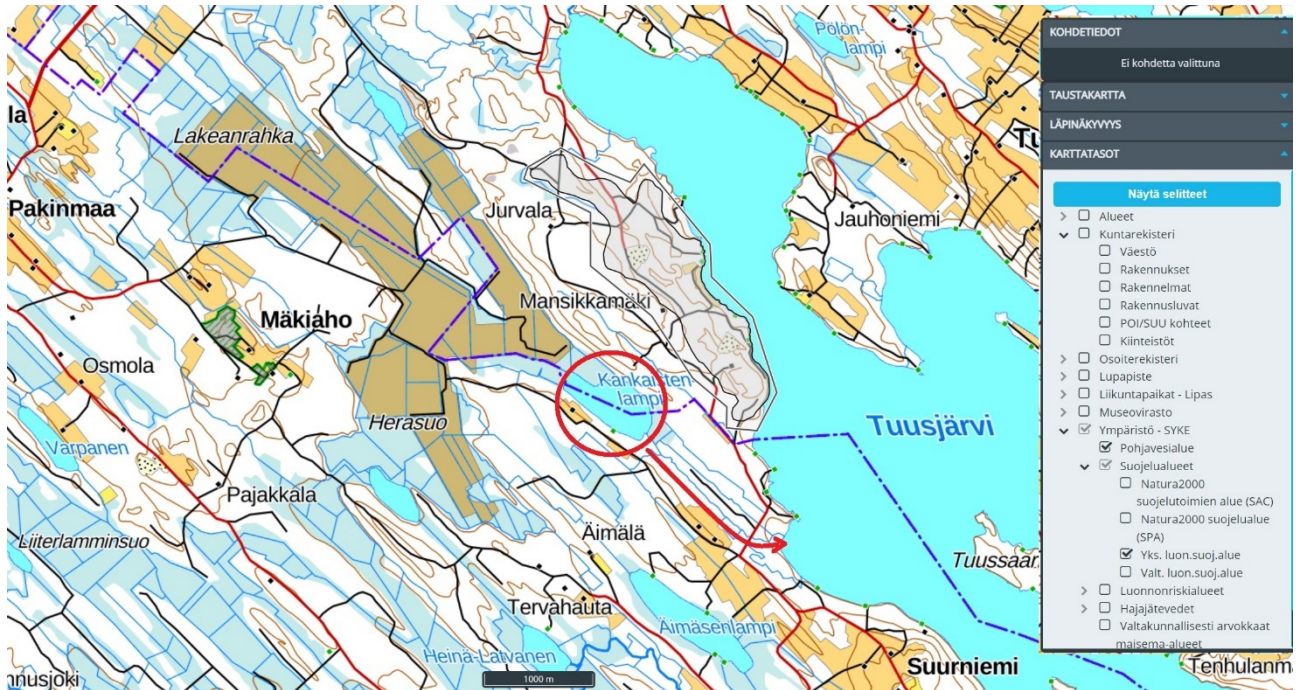 Pölön-
lampi
la
Lakeanrahka
Pakinmaa
Jurvala
Jauhoniemi
Mäkiaho
Mansikkamäki
Osmola
Kankaisten-
lampi
Herasuo
Tuusjärvi
Varpanen
Pajakkala
Liiterlamminsuo
Äimälä
Tuussaar
Tervahauta
Äimäsenlampi
Heinä-Latvanen
Suurniemi
Tenhulanm
nnusjoki
1000 m
Tu
KOHDETIEDOT
Ei kohdetta valittuna
TAUSTAKARTTA
LÄPINÄKYVYYS
KARTTATASOT
Näytä selitteet
Alueet
Kuntarekisteri
Väestö
Rakennukset
Rakennelmat
Rakennusluvat
POI/SUU kohteet
Kiinteistöt
Osoiterekisteri
Lupapiste
Liikuntapaikat - Lipas
Museovirasto
Ympäristö - SYKE
Pohjavesialue
Suojelualueet
Natura2000
suojelutoimien alue (SAC)
Natura2000 suojelualue
(SPA)
Yks. luon.suoj.alue
Valt. luon.suoj.alue
Luonnonriskialueet
Hajajätevedet
Valtakunnallisesti arvokkaat
maisema-alueet